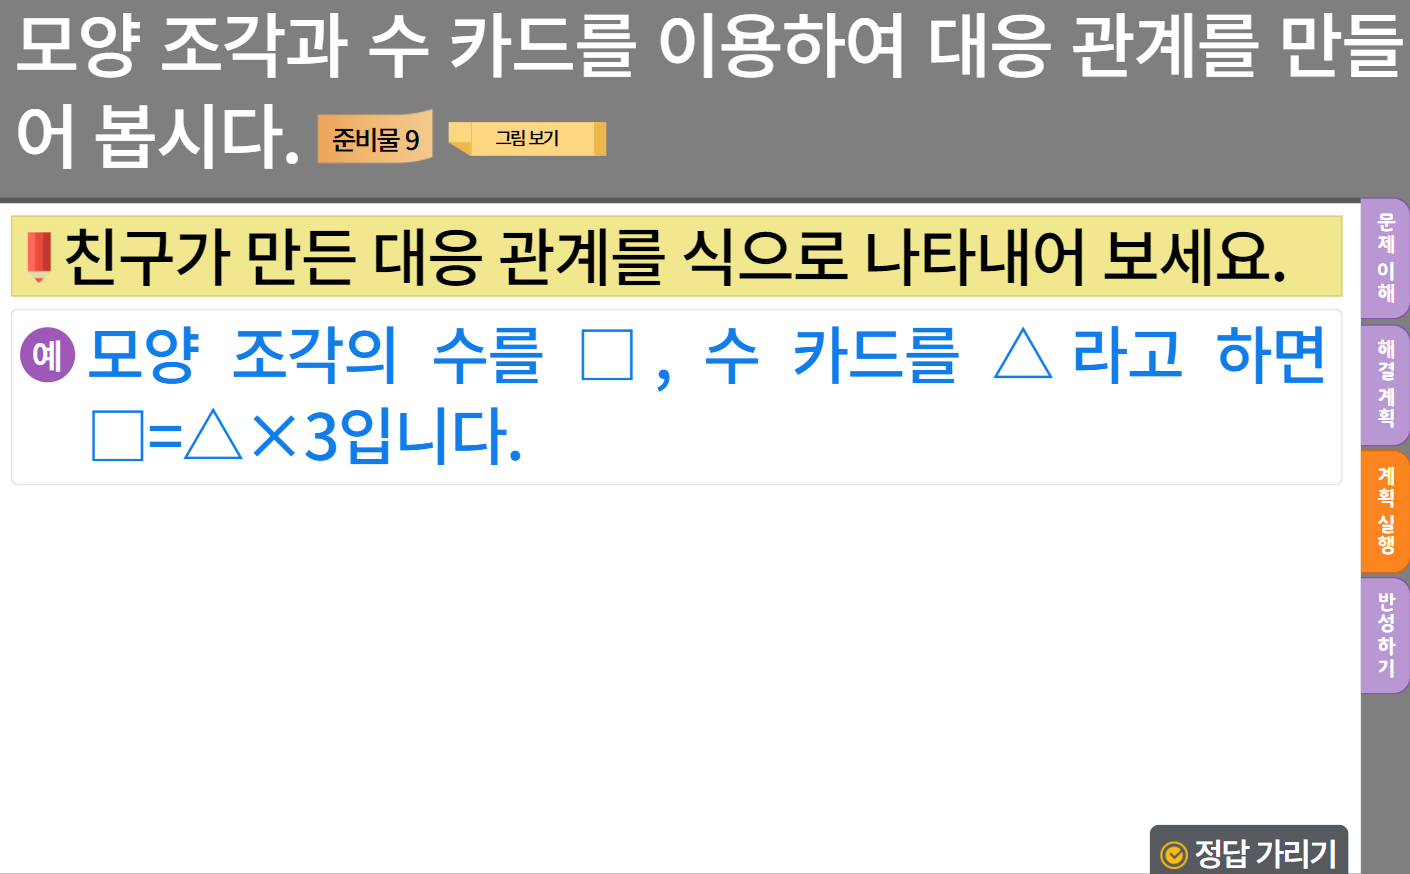 모양 조각과 수 카드를 이용하여 대응 관계를 만들
어 봅시다. 준비물 9 그림 보기
친구가 만든 대응 관계를 식으로 나타내어 보세요.
예 모양 조각의 수를 □, 수 카드를 △라고 하면
□=△×3입니다.
문제 이해
해결 계획
계획 실행
반성하기
정답 가리기